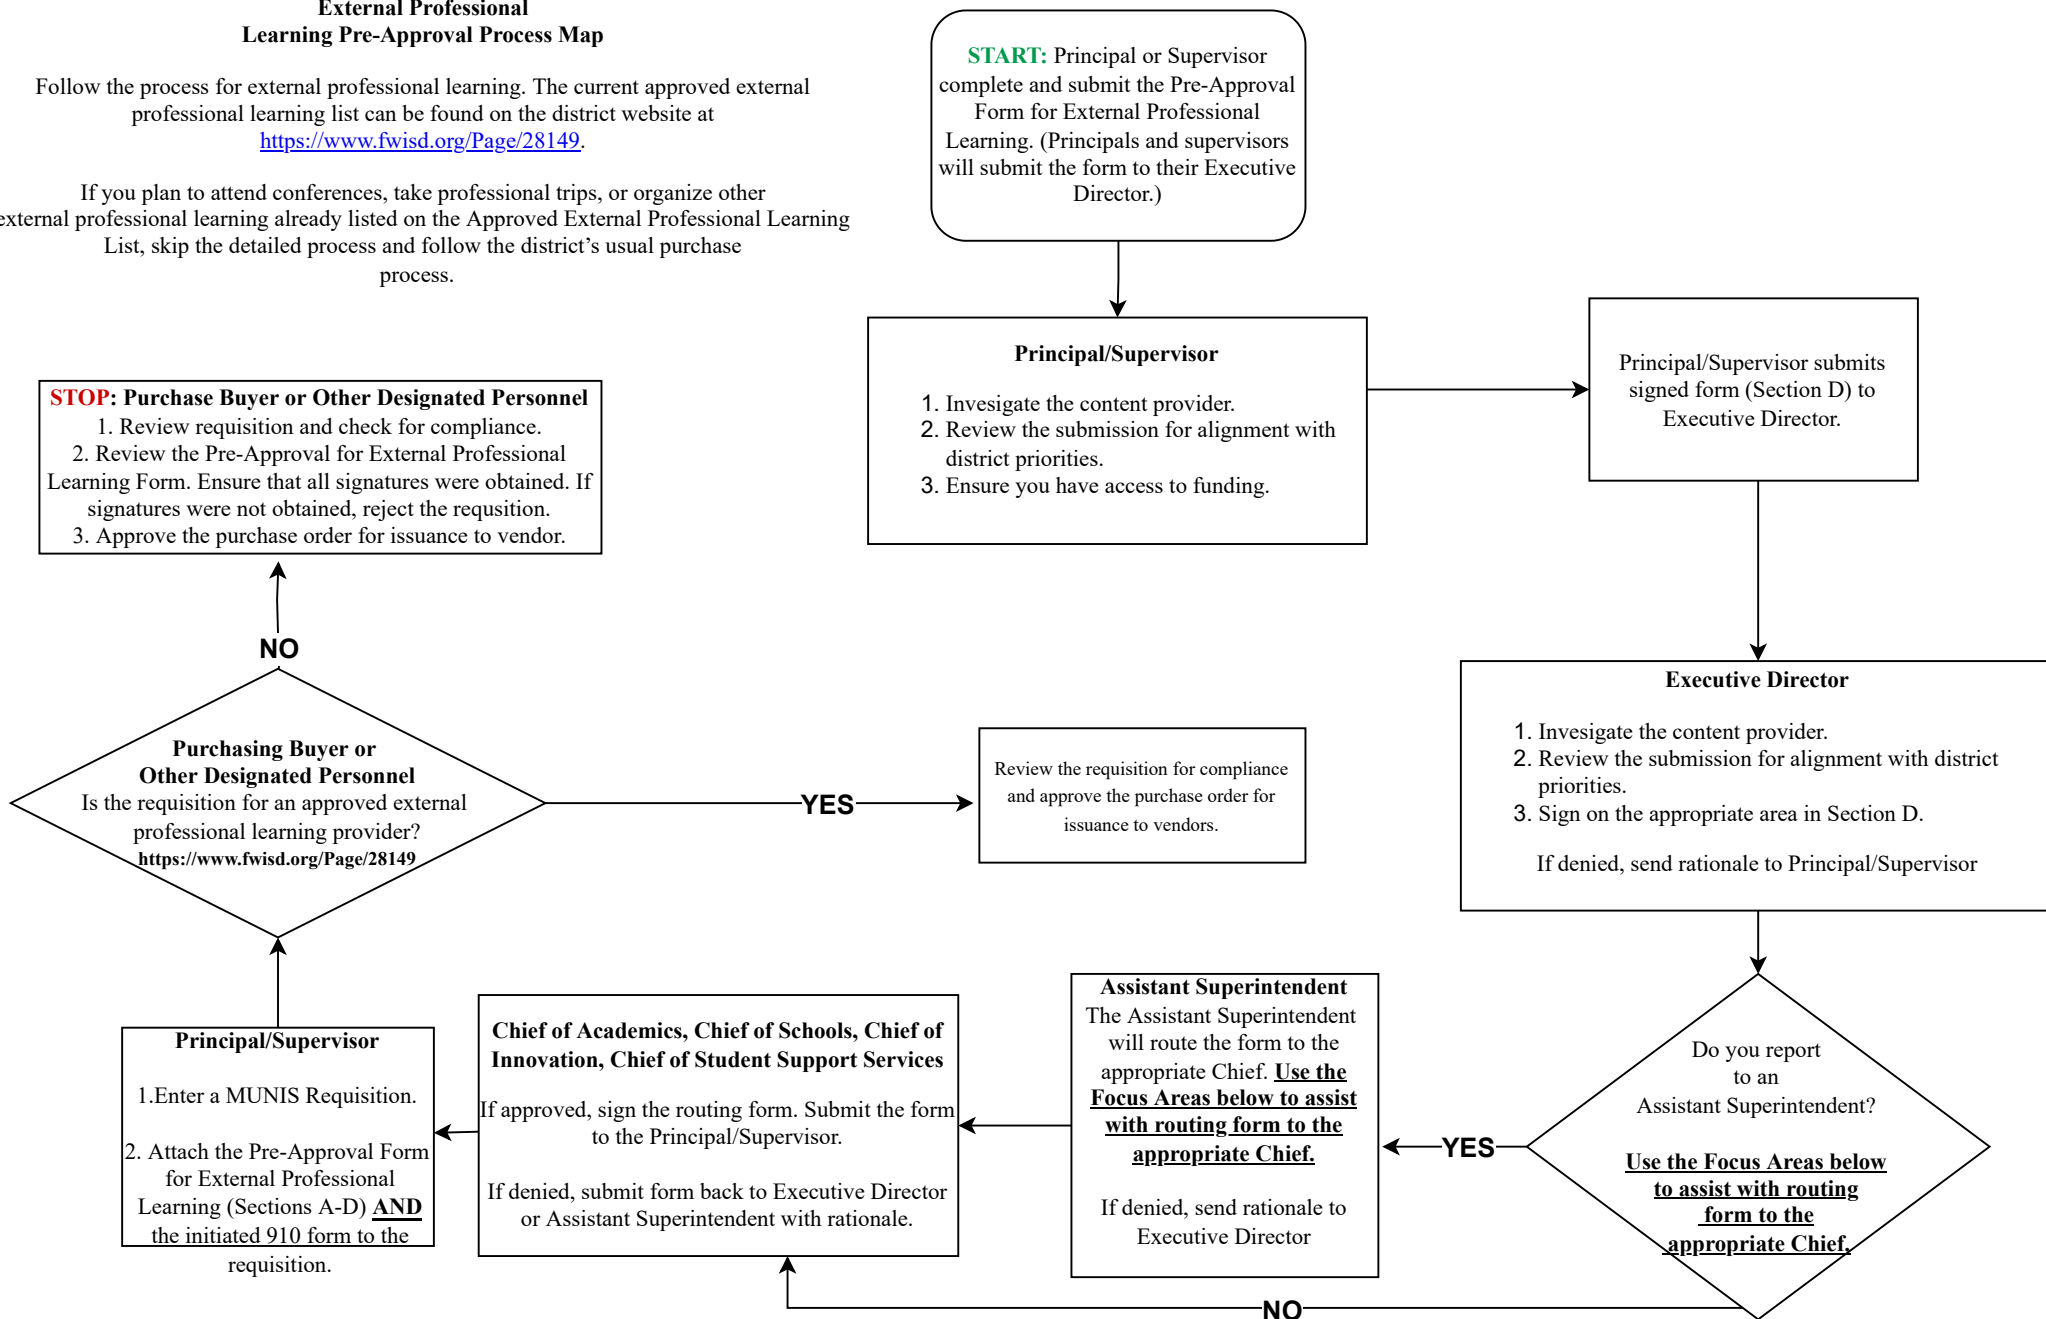 External Professional
Learning Pre-Approval Process Map
Follow the process for external professional learning. The current approved external
professional learning list can be found on the district website at
https://www.fwisd.org/Page/28149.
If you plan to attend conferences, take professional trips, or organize other
external professional learning already listed on the Approved External Professional Learning
List, skip the detailed process and follow the district’s usual purchase
process.
START: Principal or Supervisor
complete and submit the Pre-Approval
Form for External Professional
Learning. (Principals and supervisors
will submit the form to their Executive
Director.)
Principal/Supervisor
1. Invesigate the content provider.
2. Review the submission for alignment with
district priorities.
3. Ensure you have access to funding.
Principal/Supervisor submits
signed form (Section D) to
Executive Director.
Executive Director
1. Invesigate the content provider.
2. Review the submission for alignment with district
priorities.
3. Sign on the appropriate area in Section D.
If denied, send rationale to Principal/Supervisor
Do you report
to an
Assistant Superintendent?
Use the Focus Areas below
to assist with routing
form to the
appropriate Chief.
YES
NO
Assistant Superintendent
The Assistant Superintendent
will route the form to the
appropriate Chief. Use the
Focus Areas below to assist
with routing form to the
appropriate Chief.
If denied, send rationale to
Executive Director
Chief of Academics, Chief of Schools, Chief of
Innovation, Chief of Student Support Services
If approved, sign the routing form. Submit the form
to the Principal/Supervisor.
If denied, submit form back to Executive Director
or Assistant Superintendent with rationale.
Principal/Supervisor
1.Enter a MUNIS Requisition.
2. Attach the Pre-Approval Form
for External Professional
Learning (Sections A-D) AND
the initiated 910 form to the
requisition.
Purchasing Buyer or
Other Designated Personnel
Is the requisition for an approved external
professional learning provider?
https://www.fwisd.org/Page/28149
YES
Review the requisition for compliance
and approve the purchase order for
issuance to vendors.
NO
STOP: Purchase Buyer or Other Designated Personnel
1. Review requisition and check for compliance.
2. Review the Pre-Approval for External Professional
Learning Form. Ensure that all signatures were obtained. If
signatures were not obtained, reject the requsition.
3. Approve the purchase order for issuance to vendor.